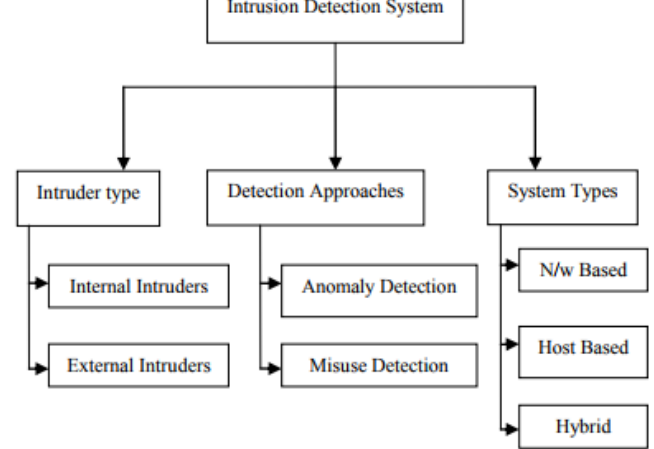 Intrusion Detection System
Intruder type
Detection Approaches
System Types
Internal Intruders
External Intruders
Anomaly Detection
Misuse Detection
N/w Based
Host Based
Hybrid